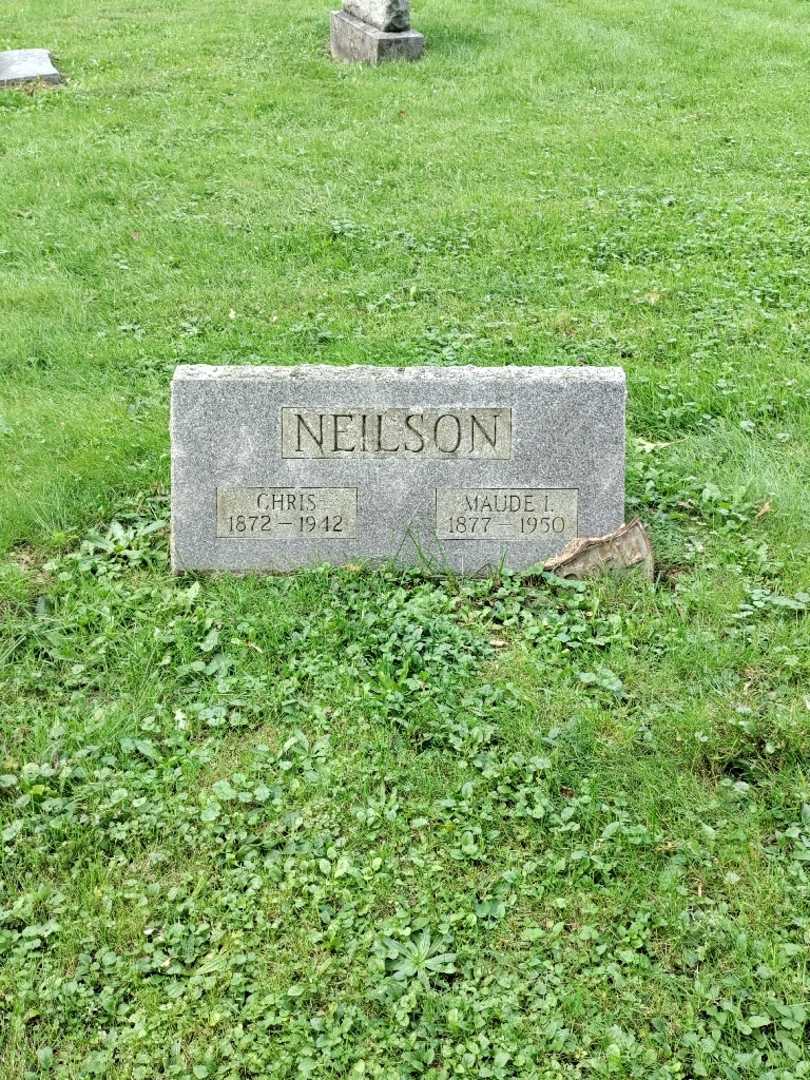 NEILSON
CHRIS
1872 — 1942
MAUDE I.
1877 — 1950